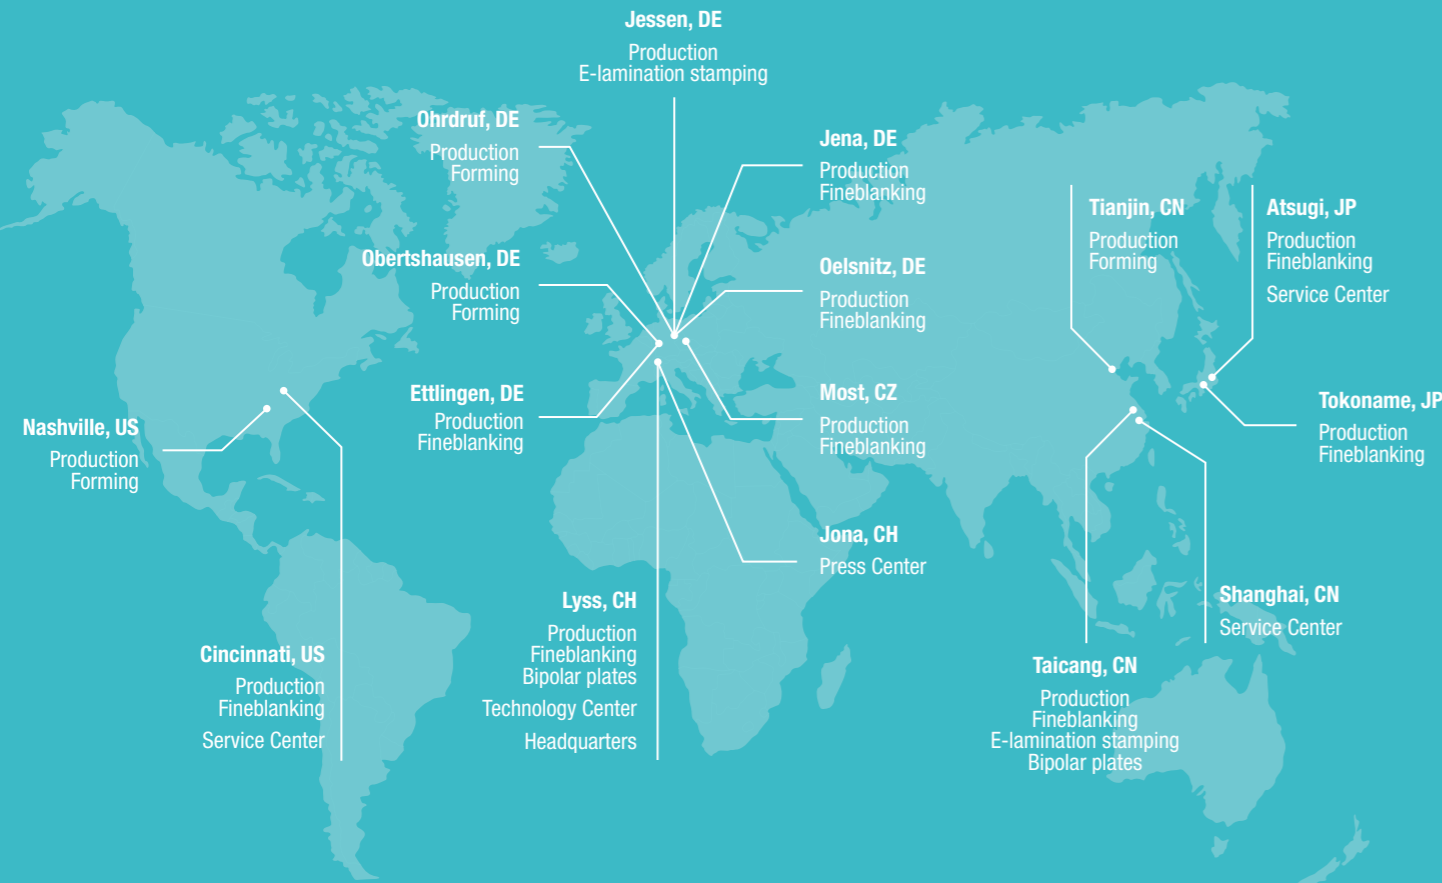 Jessen, DE
Production
E-lamination stamping
Ohrdruf, DE
Production
Forming
Jena, DE
Production
Fineblanking
Tianjin, CN
Production
Forming
Atsugi, JP
Production
Fineblanking
Service Center
Obertshausen, DE
Production
Forming
Oelsnitz, DE
Production
Fineblanking
Ettlingen, DE
Production
Fineblanking
Most, CZ
Production
Fineblanking
Nashville, US
Production
Forming
Tokoname, JP
Production
Fineblanking
Jona, CH
Press Center
Lyss, CH
Production
Fineblanking
Bipolar plates
Technology Center
Headquarters
Shanghai, CN
Service Center
Cincinnati, US
Production
Fineblanking
Service Center
Taicang, CN
Production
Fineblanking
E-lamination stamping
Bipolar plates